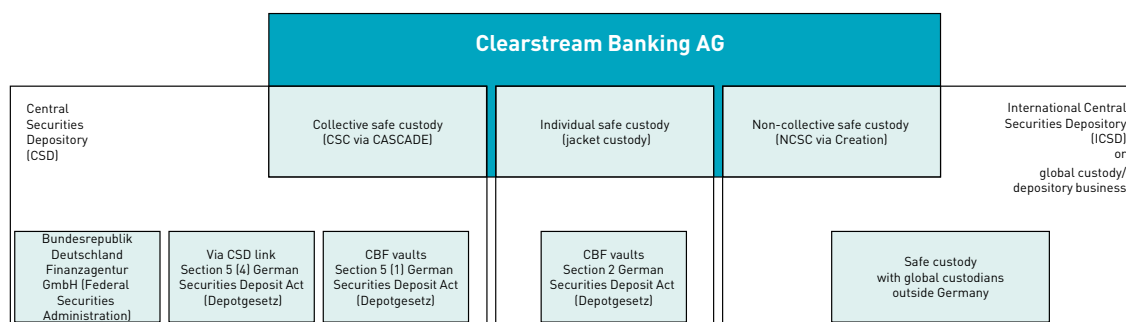 Clearstream Banking AG
Central
Securities
Depository
(CSD)
Collective safe custody
(CSC via CASCADE)
Individual safe custody
(jacket custody)
Non-collective safe custody
(NCSC via Creation)
International Central
Securities Depository
(ICSD)
or
global custody/
depository business
Bundesrepublik
Deutschland
Finanzagentur
GmbH (Federal
Securities
Administration)
Via CSD link
Section 5 (4) German
Securities Deposit Act
(Depotgesetz)
CBF vaults
Section 5 (1) German
Securities Deposit Act
(Depotgesetz)
CBF vaults
Section 2 German
Securities Deposit Act
(Depotgesetz)
Safe custody
with global custodians
outside Germany